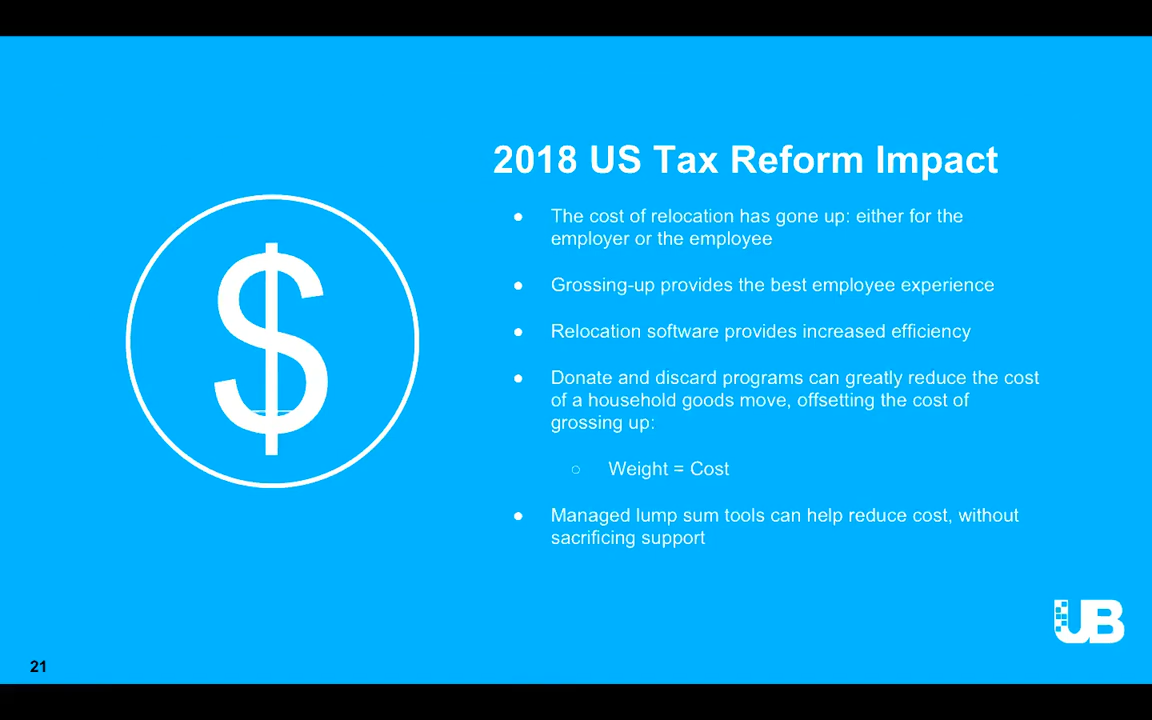 2018 US Tax Reform Impact
● The cost of relocation has gone up: either for the
employer or the employee
● Grossing-up provides the best employee experience
● Relocation software provides increased efficiency
● Donate and discard programs can greatly reduce the cost
of a household goods move, offsetting the cost of
grossing up:
○ Weight = Cost
● Managed lump sum tools can help reduce cost, without
sacrificing support
$
UB
21